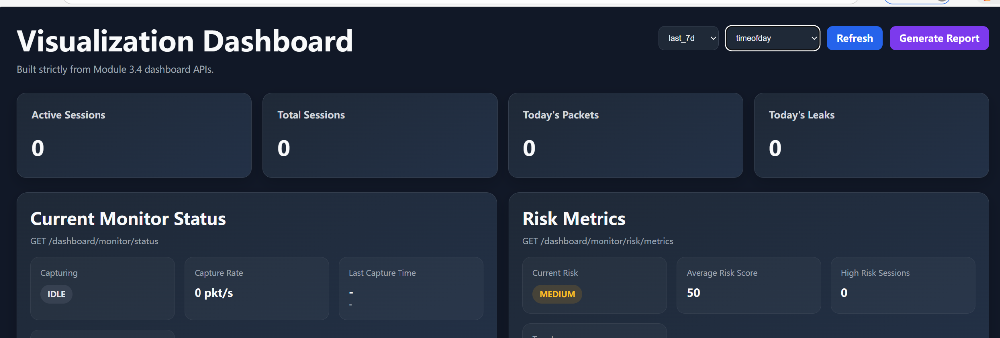 Visualization Dashboard
Built strictly from Module 3.4 dashboard APIs.
last_7d
timeofday
Refresh
Generate Report
Active Sessions
0
Total Sessions
0
Today's Packets
0
Today's Leaks
0
Current Monitor Status
GET /dashboard/monitor/status
Capturing
IDLE
Capture Rate
0 pkt/s
Last Capture Time
-
-
Risk Metrics
GET /dashboard/monitor/risk/metrics
Current Risk
MEDIUM
Average Risk Score
50
High Risk Sessions
0
Trend